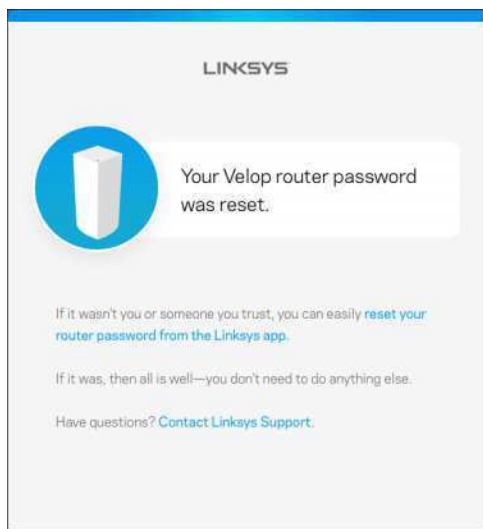 LINKSYS
Your Velop router password
was reset.
If it wasn't you or someone you trust, you can easily reset your
router password from the Linksys app.
If it was, then all is well—you don't need to do anything else.
Have questions? Contact Linksys Support.